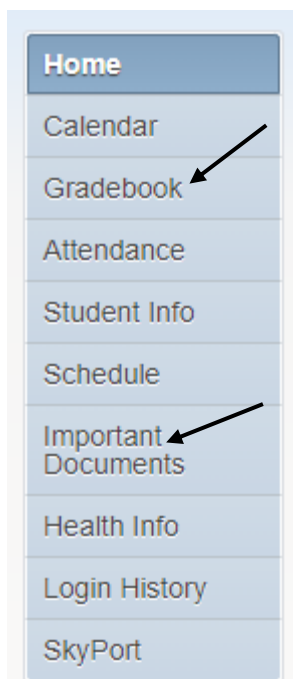 Home
Calendar
Gradebook
Attendance
Student Info
Schedule
Important
Documents
Health Info
Login History
SkyPort